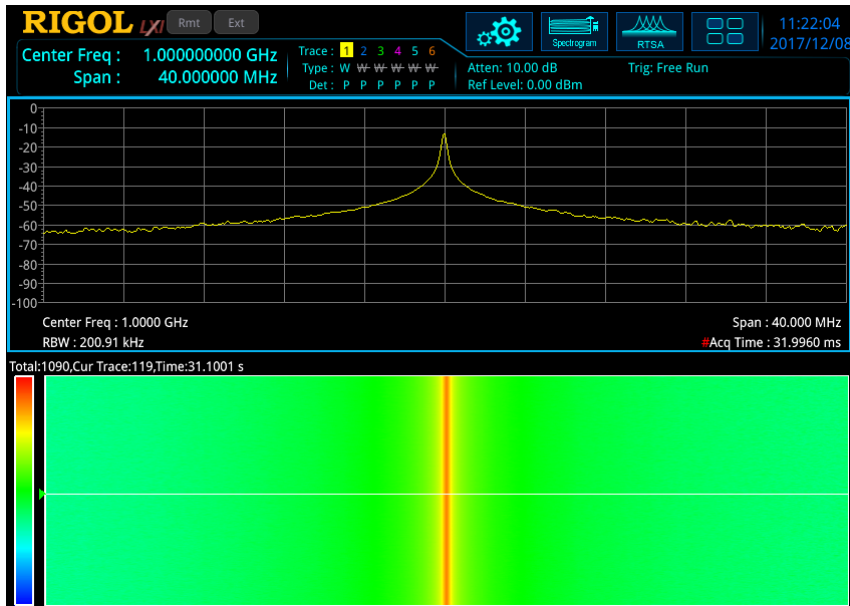 RIGOL LXI Rmt Ext
11:22:04
2017/12/08
Spectrogram RTSA
Center Freq : 1.000000000 GHz
Span : 40.000000 MHz
Trace : 1 2 3 4 5 6
Type : W W W W W W
Det : P P P P P P
Atten: 10.00 dB Trig: Free Run
Ref Level: 0.00 dBm
0
-10
-20
-30
-40
-50
-60
-70
-80
-90
-100
Center Freq : 1.0000 GHz Span : 40.000 MHz
RBW : 200.91 kHz #Acq Time : 31.9960 ms
Total:1090,Cur Trace:119,Time:31.1001 s